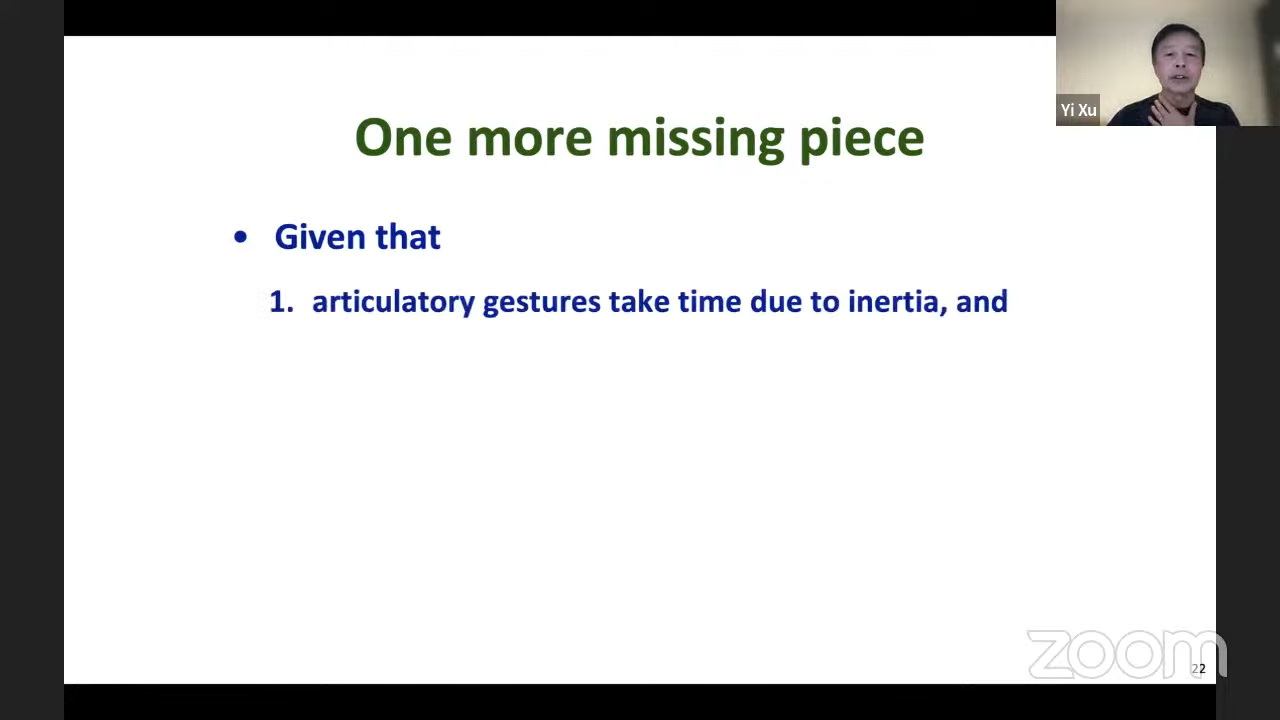 One more missing piece
Yi Xu
• Given that
1. articulatory gestures take time due to inertia, and
zoom
22